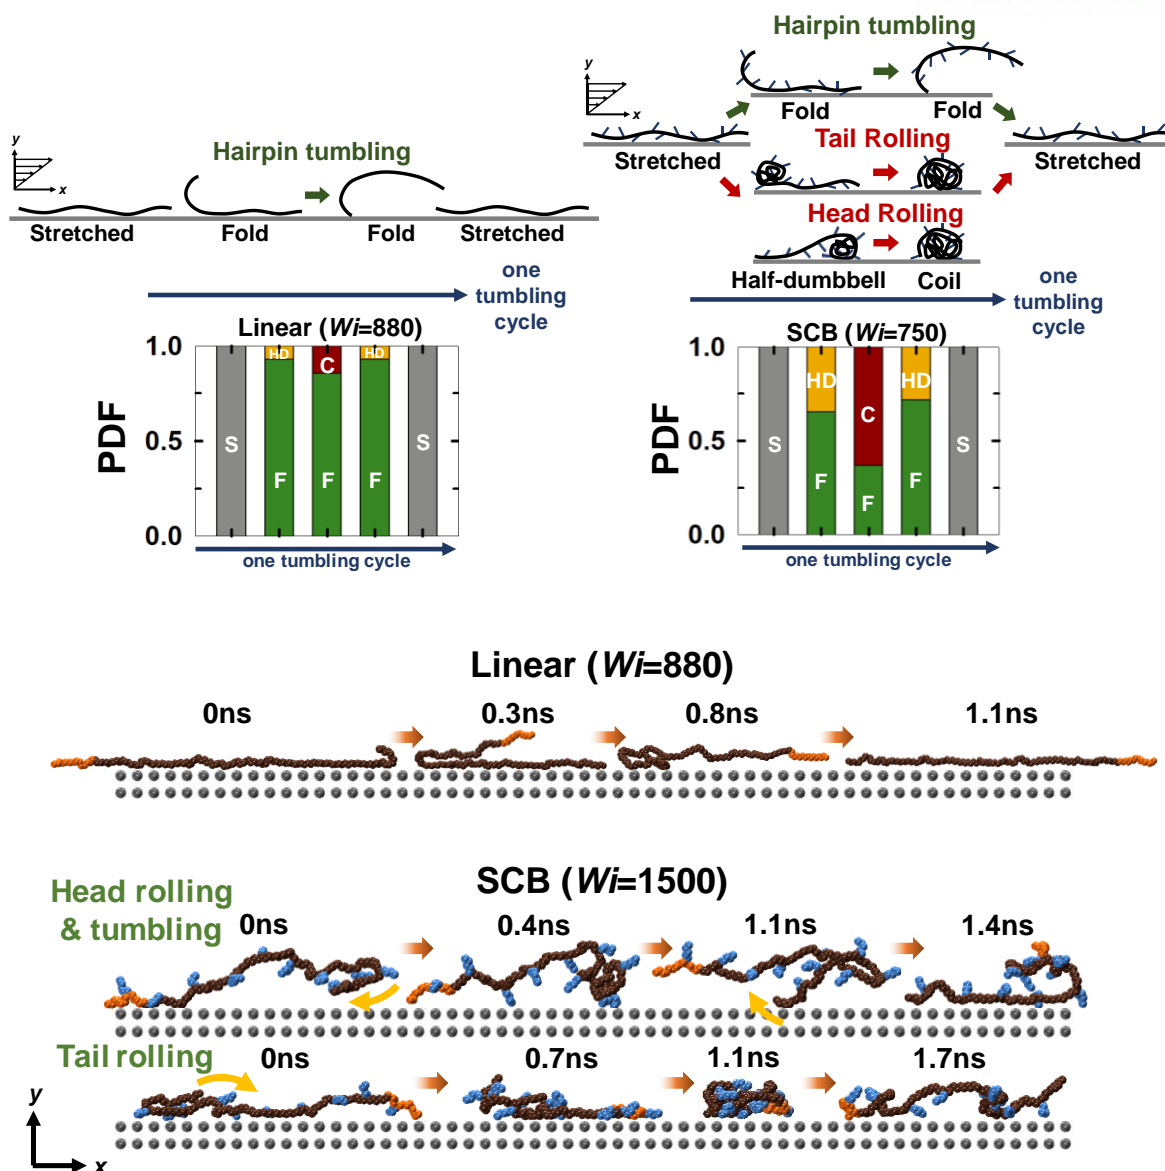 Hairpin tumbling
y
x
Fold
Fold
Stretched
Tail Rolling
Stretched
Head Rolling
Half-dumbbell
Coil
one
tumbling
cycle
y
x
Hairpin tumbling
Stretched
Fold
Fold
Stretched
one
tumbling
cycle
Linear (Wi=880)
PDF
1.0
0.5
0.0
S
HD
F
C
F
HD
F
S
one tumbling cycle
SCB (Wi=750)
PDF
1.0
0.5
0.0
S
HD
F
C
F
HD
F
S
one tumbling cycle
Linear (Wi=880)
0ns
0.3ns
0.8ns
1.1ns
SCB (Wi=1500)
Head rolling
& tumbling
0ns
0.4ns
1.1ns
1.4ns
Tail rolling
0ns
0.7ns
1.1ns
1.7ns
y
x